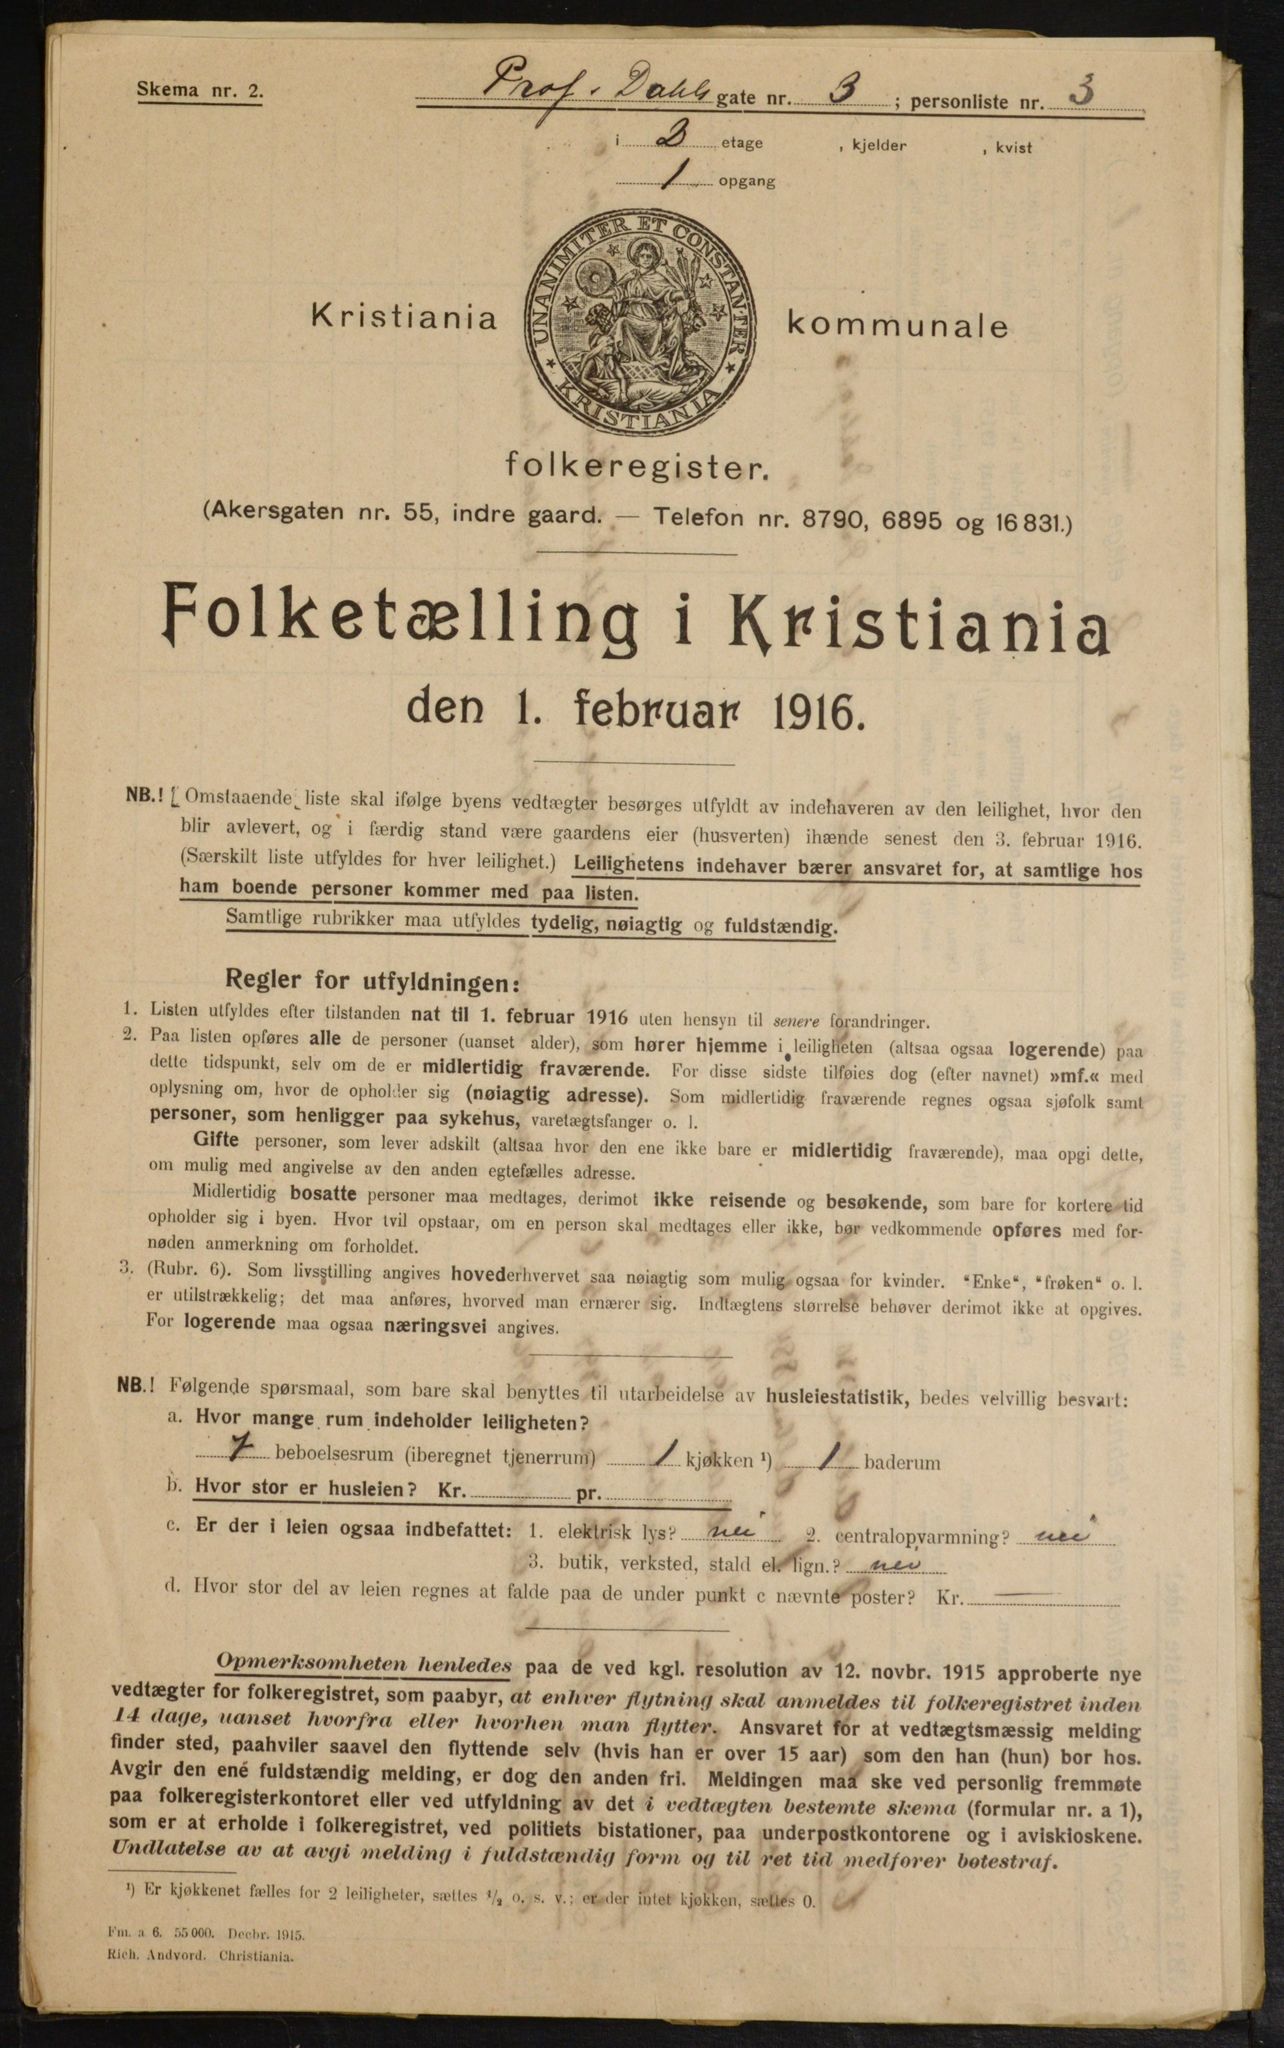 Skema nr. 2.
Prof. Dahls gate nr. 3 ; personliste nr. 3
i 2 etage , kjelder , kvist
1 opgang
UNANIMITER ET CONSTANTER
KRISTIANIA
Kristiania kommunale
folkeregister.
(Akersgaten nr. 55, indre gaard. — Telefon nr. 8790, 6895 og 16 831.)
Folketælling i Kristiania
den 1. februar 1916.
NB.! Omstaaende liste skal ifølge byens vedtægter besørges utfyldt av indehaveren av den leilighet, hvor den
blir avlevert, og i færdig stand være gaardens eier (husverten) ihænde senest den 3. februar 1916.
(Særskilt liste utfyldes for hver leilighet.) Leilighetens indehaver bærer ansvaret for, at samtlige hos
ham boende personer kommer med paa listen.
Samtlige rubrikker maa utfyldes tydelig, nøiagtig og fuldstændig.
Regler for utfyldningen:
1. Listen utfyldes efter tilstanden nat til 1. februar 1916 uten hensyn til senere forandringer.
2. Paa listen opføres alle de personer (uanset alder), som hører hjemme i leiligheten (altsaa ogsaa logerende) paa
dette tidspunkt, selv om de er midlertidig fraværende. For disse sidste tilføies dog (efter navnet) »mf.« med
oplysning om, hvor de opholder sig (nøiagtig adresse). Som midlertidig fraværende regnes ogsaa sjøfolk samt
personer, som henligger paa sykehus, varetægtsfanger o. l.
Gifte personer, som lever adskilt (altsaa hvor den ene ikke bare er midlertidig fraværende), maa opgi dette,
om mulig med angivelse av den anden egtefælles adresse.
Midlertidig bosatte personer maa medtages, derimot ikke reisende og besøkende, som bare for kortere tid
opholder sig i byen. Hvor tvil opstaar, om en person skal medtages eller ikke, bør vedkommende opføres med for-
nøden anmerkning om forholdet.
3. (Rubr. 6). Som livsstilling angives hovederhvervet saa nøiagtig som mulig ogsaa for kvinder. "Enke", "frøken" o. l.
er utilstrækkelig; det maa anføres, hvorved man ernærer sig. Indtægtens størrelse behøver derimot ikke at opgives.
For logerende maa ogsaa næringsvei angives.
NB.! Følgende spørsmaal, som bare skal benyttes til utarbeidelse av husleiestatistik, bedes velvillig besvart:
a. Hvor mange rum indeholder leiligheten?
7 beboelsesrum (iberegnet tjenerrum) 1 kjøkken ¹) 1 baderum
b. Hvor stor er husleien? Kr. pr.
c. Er der i leien ogsaa indbefattet: 1. elektrisk lys? nei 2. centralopvarmning? nei
3. butik, verksted, stald el. lign.? nei
d. Hvor stor del av leien regnes at falde paa de under punkt c nævnte poster? Kr. —
Opmerksomheten henledes paa de ved kgl. resolution av 12. novbr. 1915 approberte nye
vedtægter for folkeregistret, som paabyr, at enhver flytning skal anmeldes til folkeregistret inden
14 dage, uanset hvorfra eller hvorhen man flytter. Ansvaret for at vedtægtsmæssig melding
finder sted, paahviler saavel den flyttende selv (hvis han er over 15 aar) som den han (hun) bor hos.
Avgir den ené fuldstændig melding, er dog den anden fri. Meldingen maa ske ved personlig fremmøte
paa folkeregisterkontoret eller ved utfyldning av det i vedtægten bestemte skema (formular nr. a 1),
som er at erholde i folkeregistret, ved politiets bistationer, paa underpostkontorene og i aviskioskene.
Undlatelse av at avgi melding i fuldstændig form og til ret tid medfører bøtestraf.
¹) Er kjøkkenet fælles for 2 leiligheter, sættes ½ o. s. v.; er der intet kjøkken, sættes 0.
Fm. a 6. 55 000. Decbr. 1915.
Rich. Andvord. Christiania.